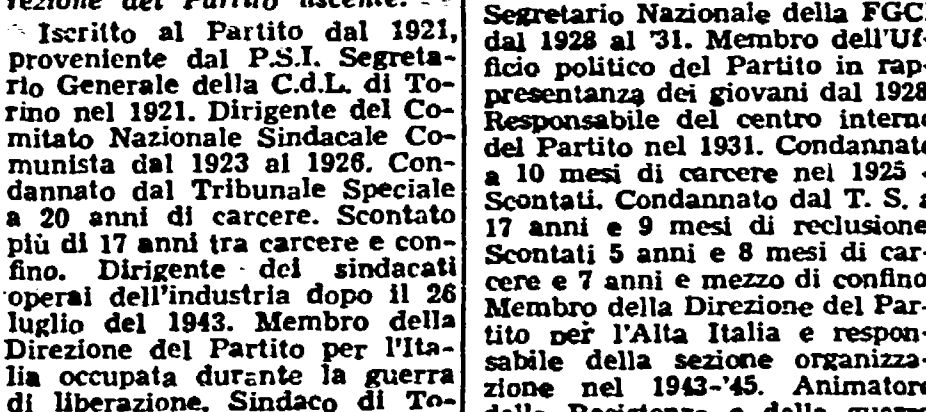 rezione del Partito uscente.
Iscritto al Partito dal 1921,
proveniente dal P.S.I. Segreta-
rio Generale della C.d.L. di To-
rino nel 1921. Dirigente del Co-
mitato Nazionale Sindacale Co-
munista dal 1923 al 1926. Con-
dannato dal Tribunale Speciale
a 20 anni di carcere. Scontato
più di 17 anni tra carcere e con-
fino. Dirigente dei sindacati
operai dell'industria dopo il 26
luglio del 1943. Membro della
Direzione del Partito per l'Ita-
lia occupata durante la guerra
di liberazione. Sindaco di To-
Segretario Nazionale della FGC
dal 1928 al '31. Membro dell'Uf-
ficio politico del Partito in rap-
presentanza dei giovani dal 1928
Responsabile del centro interno
del Partito nel 1931. Condannato
a 10 mesi di carcere nel 1925 -
Scontati. Condannato dal T. S. a
17 anni e 9 mesi di reclusione
Scontati 5 anni e 8 mesi di car-
cere e 7 anni e mezzo di confino
Membro della Direzione del Par-
tito per l'Alta Italia e respon-
sabile della sezione organizza-
zione nel 1943-'45. Animatore
della Resistenza e della guerra